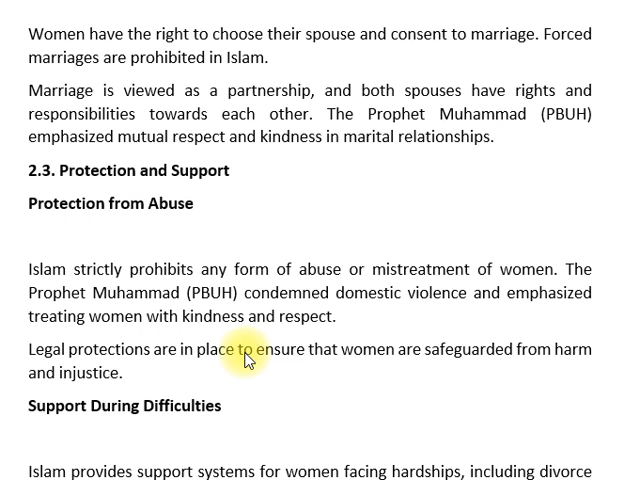 Women have the right to choose their spouse and consent to marriage. Forced
marriages are prohibited in Islam.
Marriage is viewed as a partnership, and both spouses have rights and
responsibilities towards each other. The Prophet Muhammad (PBUH)
emphasized mutual respect and kindness in marital relationships.
2.3. Protection and Support
Protection from Abuse
Islam strictly prohibits any form of abuse or mistreatment of women. The
Prophet Muhammad (PBUH) condemned domestic violence and emphasized
treating women with kindness and respect.
Legal protections are in place to ensure that women are safeguarded from harm
and injustice.
Support During Difficulties
Islam provides support systems for women facing hardships, including divorce